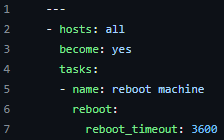 1 ---
2 - hosts: all
3 become: yes
4 tasks:
5 - name: reboot machine
6 reboot:
7 reboot_timeout: 3600